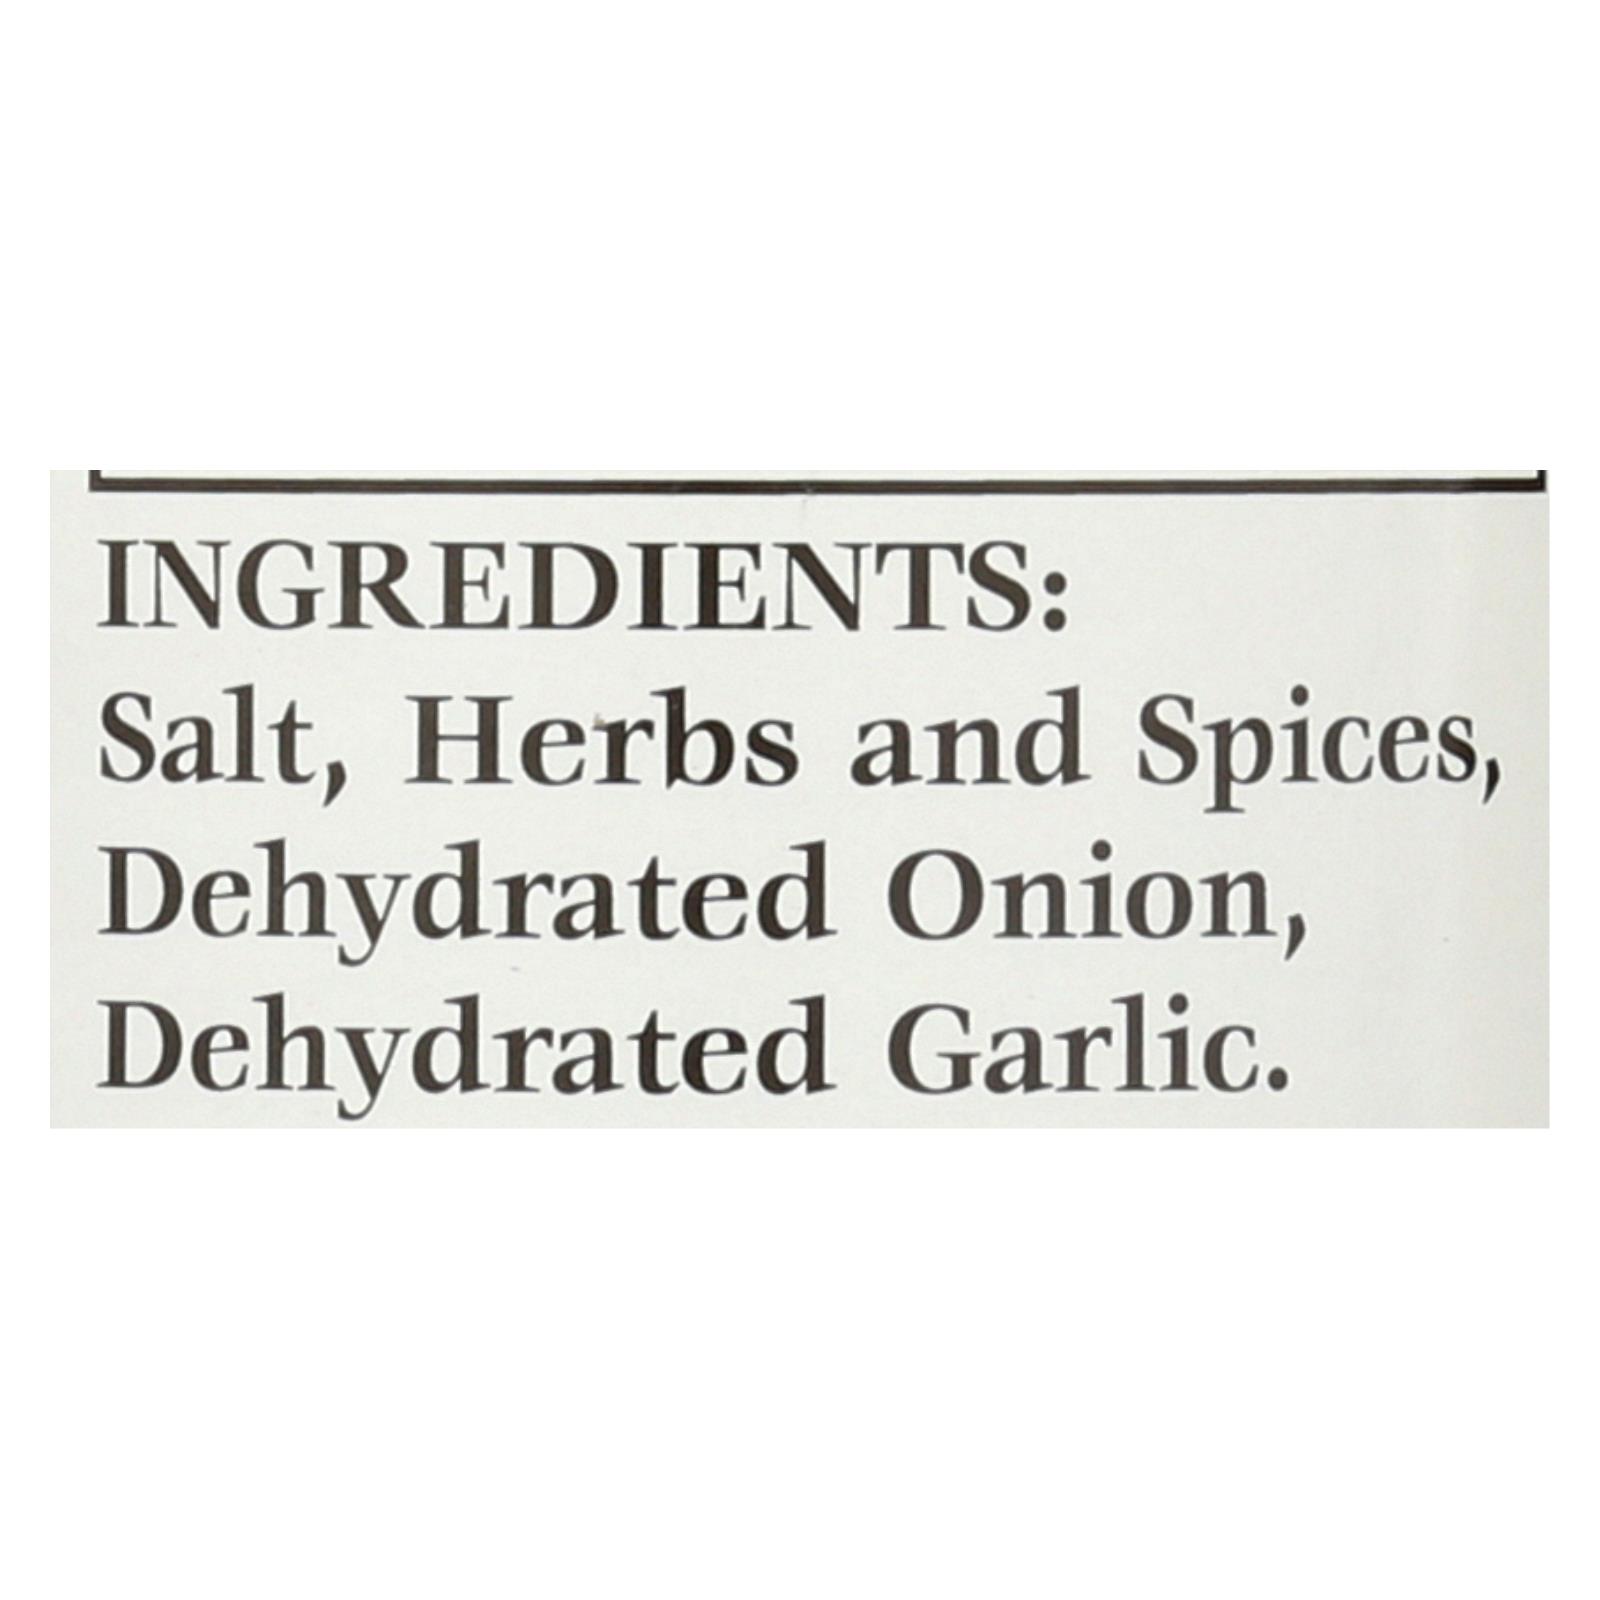 INGREDIENTS:
Salt, Herbs and Spices,
Dehydrated Onion,
Dehydrated Garlic.